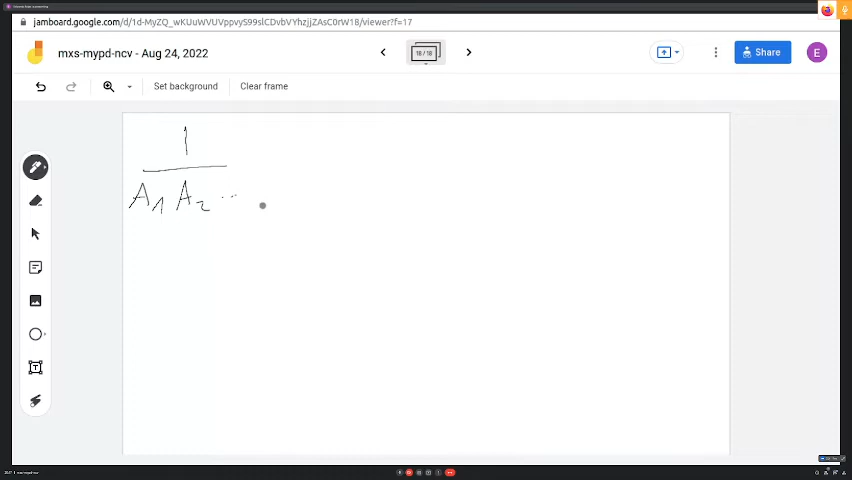 jamboard.google.com/d/1d-MyZQ_wKUuWVUVppvyS99slCDvbVYhzjjZAsC0rW18/viewer?f=17
mxs-mypd-ncv - Aug 24, 2022
18 / 18
Share
E
Set background
Clear frame
1
A₁ A₂ ...
T